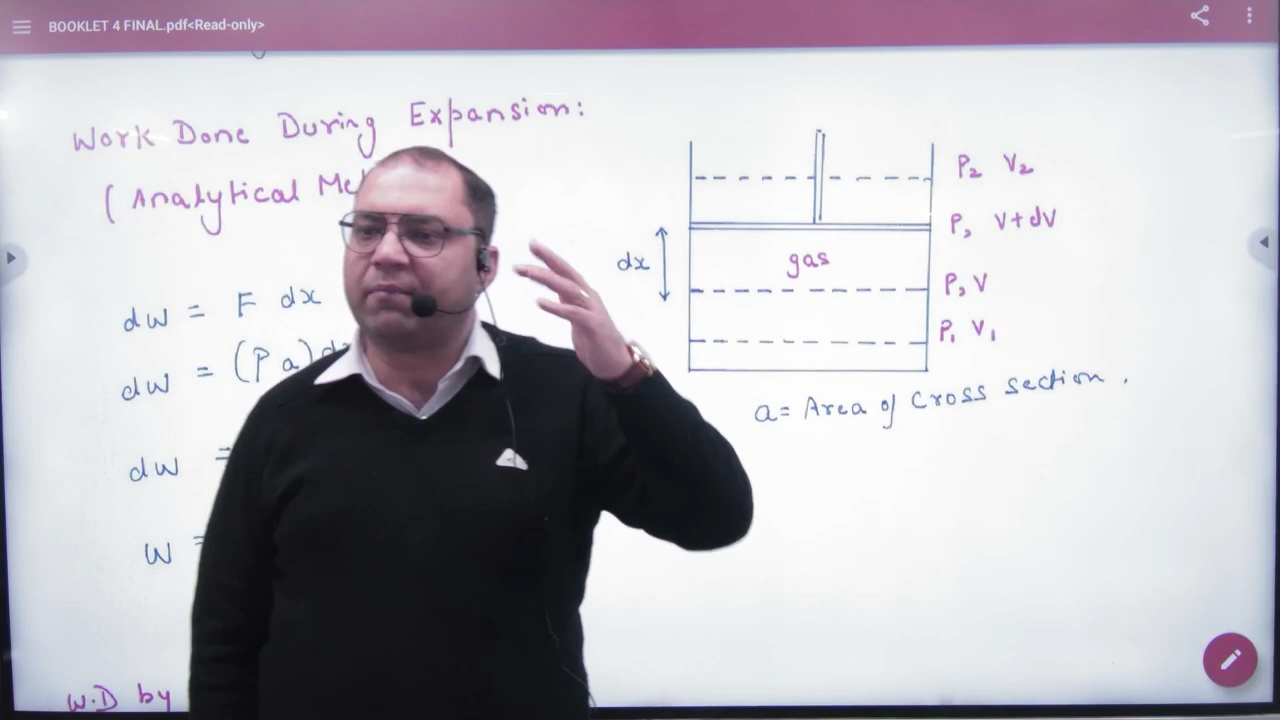 BOOKLET 4 FINAL.pdf<Read-only>
Work Done During Expansion:
(Analytical
dw = F dx
dw = (Pa)
dw =
w =
W.D by
P2 V2
P, V+dV
dx
gas
P, V
P1 V1
a = Area of Cross section.